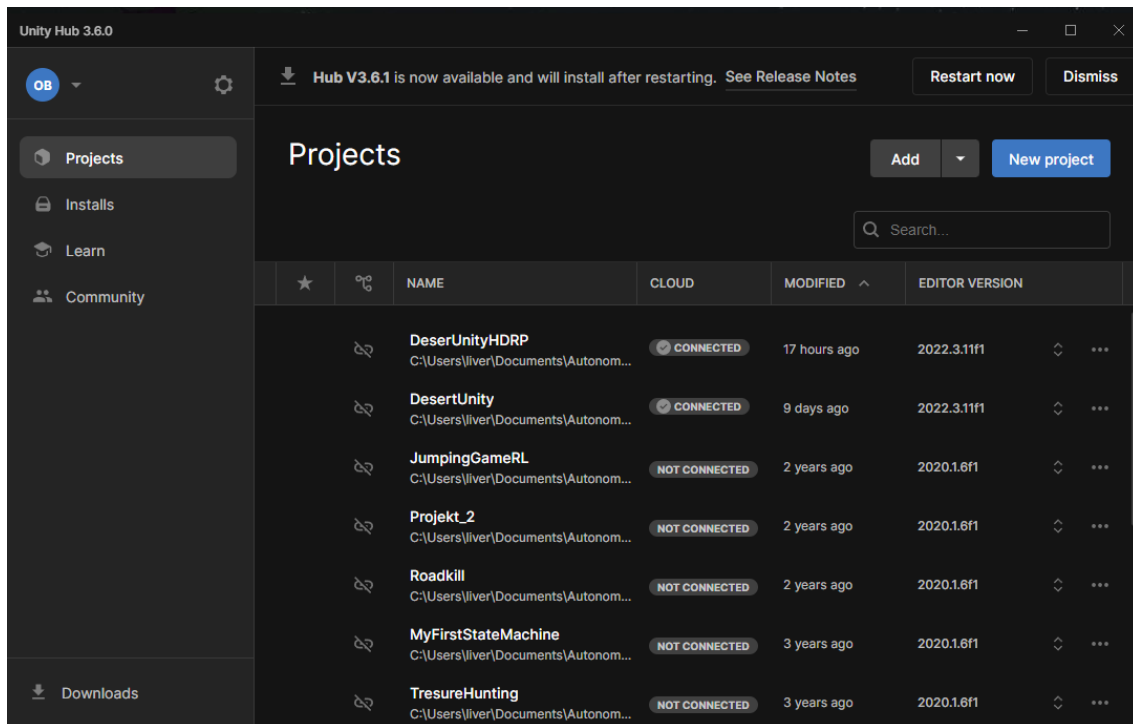 Unity Hub 3.6.0
OB
Hub V3.6.1 is now available and will install after restarting. See Release Notes
Restart now
Dismiss
Projects
Installs
Learn
Community
Downloads
Projects
Add
New project
Search...
NAME CLOUD MODIFIED EDITOR VERSION
DeserUnityHDRP
C:\Users\liver\Documents\Autonom...
CONNECTED
17 hours ago
2022.3.11f1
DesertUnity
C:\Users\liver\Documents\Autonom...
CONNECTED
9 days ago
2022.3.11f1
JumpingGameRL
C:\Users\liver\Documents\Autonom...
NOT CONNECTED
2 years ago
2020.1.6f1
Projekt_2
C:\Users\liver\Documents\Autonom...
NOT CONNECTED
2 years ago
2020.1.6f1
Roadkill
C:\Users\liver\Documents\Autonom...
NOT CONNECTED
2 years ago
2020.1.6f1
MyFirstStateMachine
C:\Users\liver\Documents\Autonom...
NOT CONNECTED
3 years ago
2020.1.6f1
TresureHunting
C:\Users\liver\Documents\Autonom...
NOT CONNECTED
3 years ago
2020.1.6f1